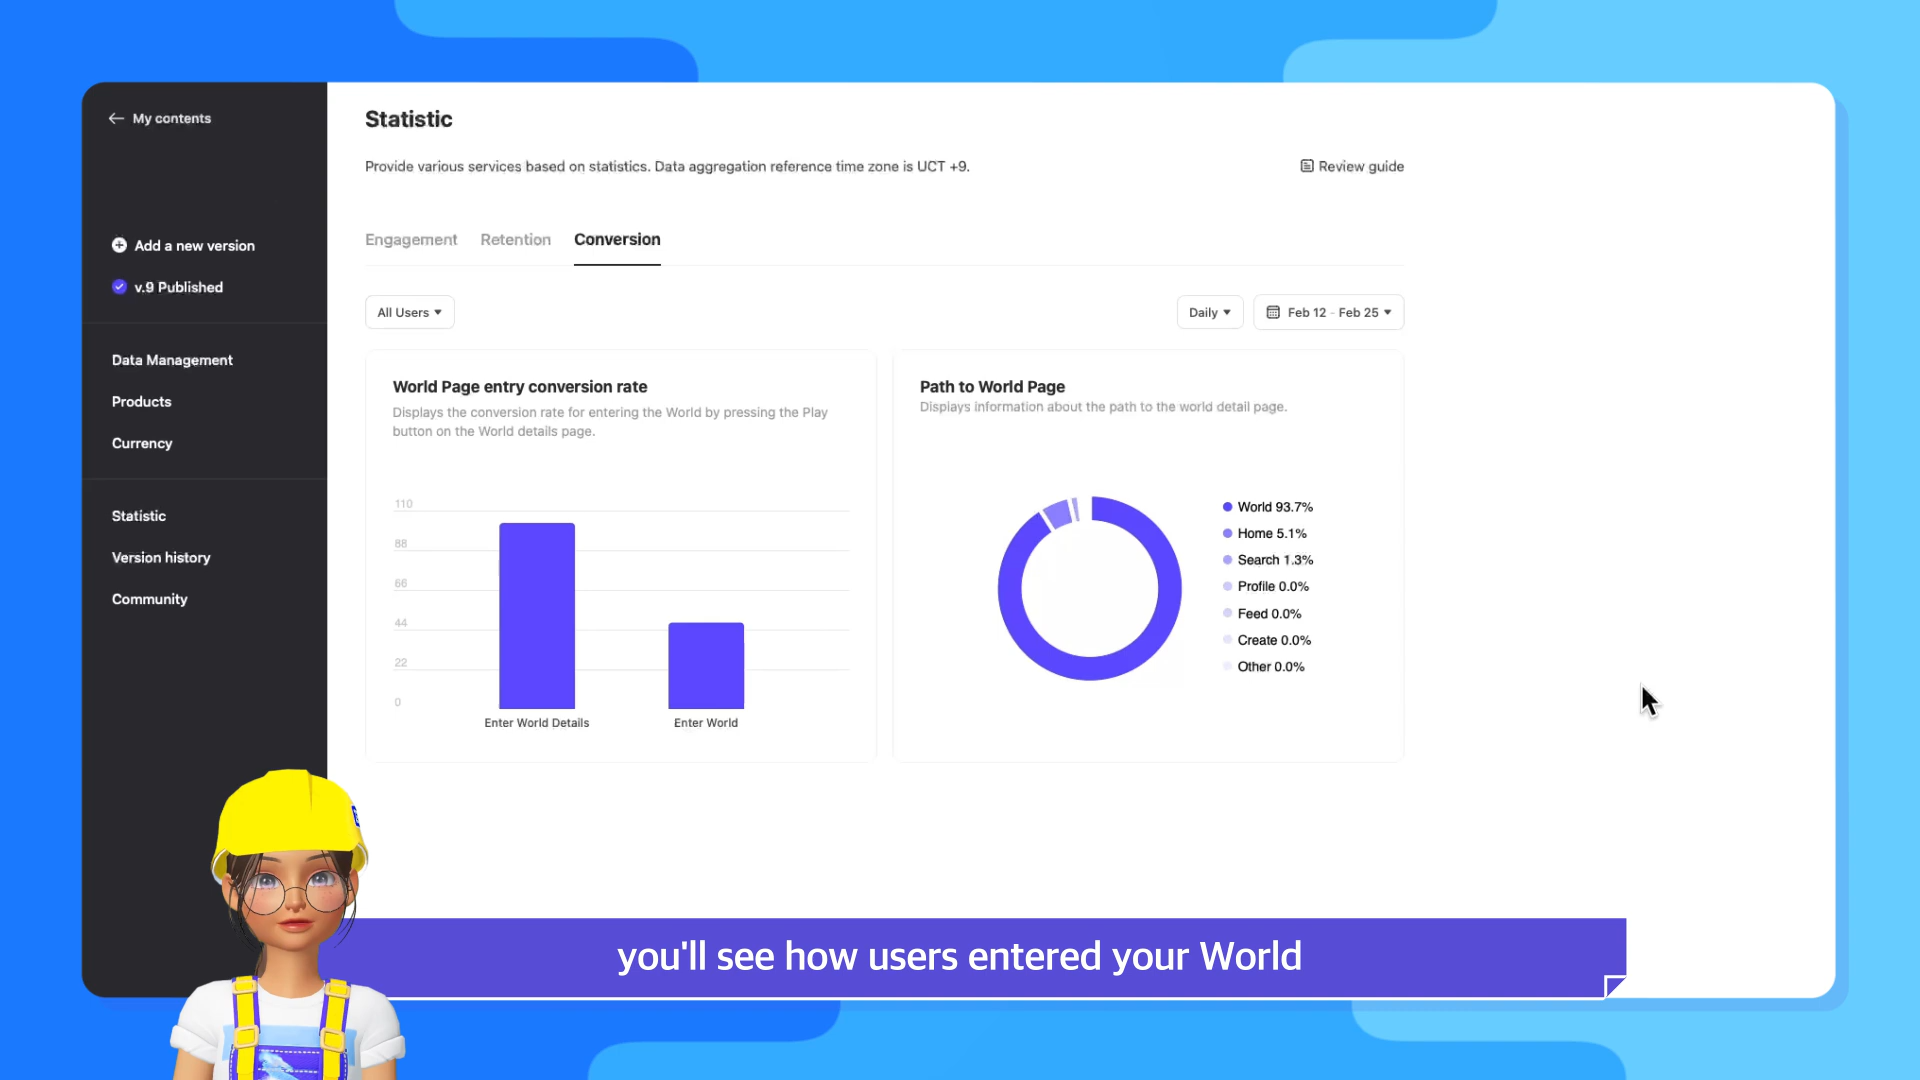 My contents
Add a new version
v.9 Published
Data Management
Products
Currency
Statistic
Version history
Community
Statistic
Provide various services based on statistics. Data aggregation reference time zone is UCT +9.
Review guide
Engagement Retention Conversion
All Users
Daily
Feb 12 - Feb 25
World Page entry conversion rate
Displays the conversion rate for entering the World by pressing the Play
button on the World details page.
110
88
66
44
22
0
Enter World Details
Enter World
Path to World Page
Displays information about the path to the world detail page.
World 93.7%
Home 5.1%
Search 1.3%
Profile 0.0%
Feed 0.0%
Create 0.0%
Other 0.0%
you'll see how users entered your World